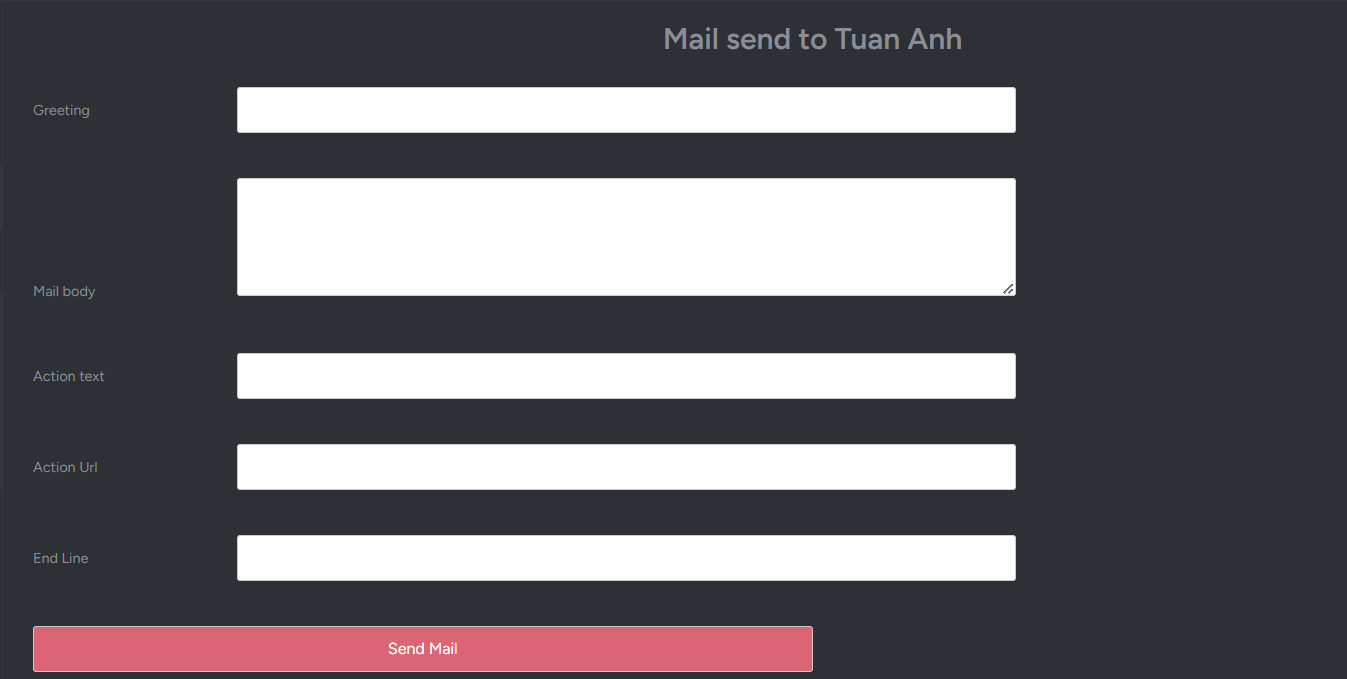 Mail send to Tuan Anh
Greeting
Mail body
Action text
Action Url
End Line
Send Mail